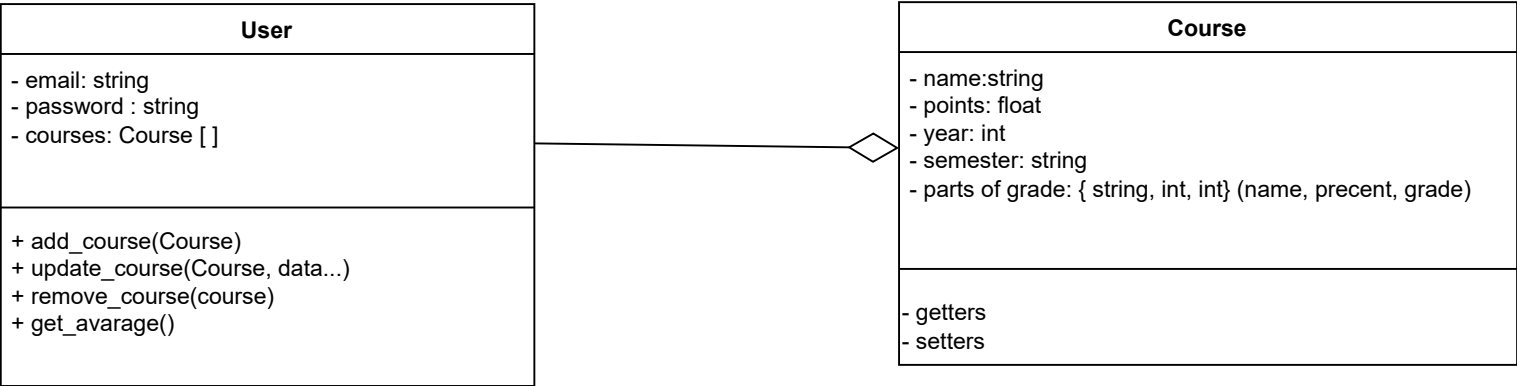 User
- email: string
- password : string
- courses: Course [ ]
+ add_course(Course)
+ update_course(Course, data...)
+ remove_course(course)
+ get_avarage()
Course
- name:string
- points: float
- year: int
- semester: string
- parts of grade: { string, int, int} (name, precent, grade)
- getters
- setters